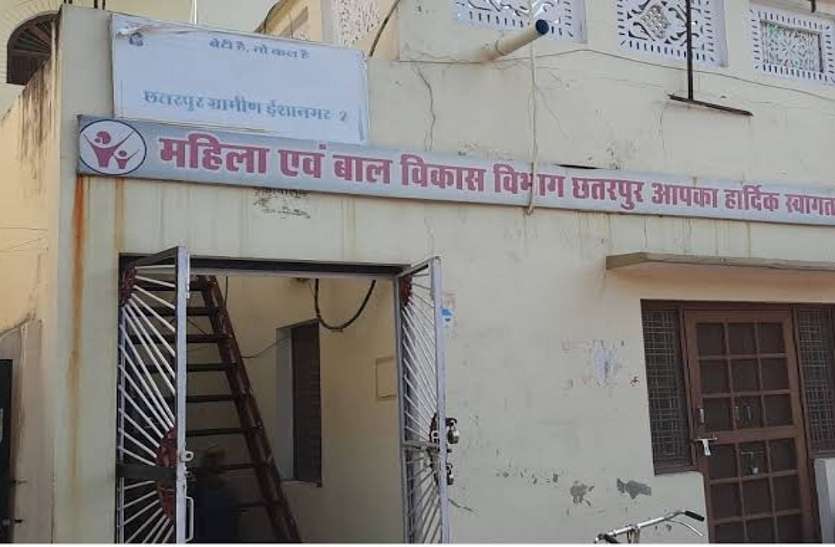 बेटी है, तो कल है
छतरपुर ग्रामीण ईशानगर 2
महिला एवं बाल विकास विभाग छतरपुर आपका हार्दिक स्वागत